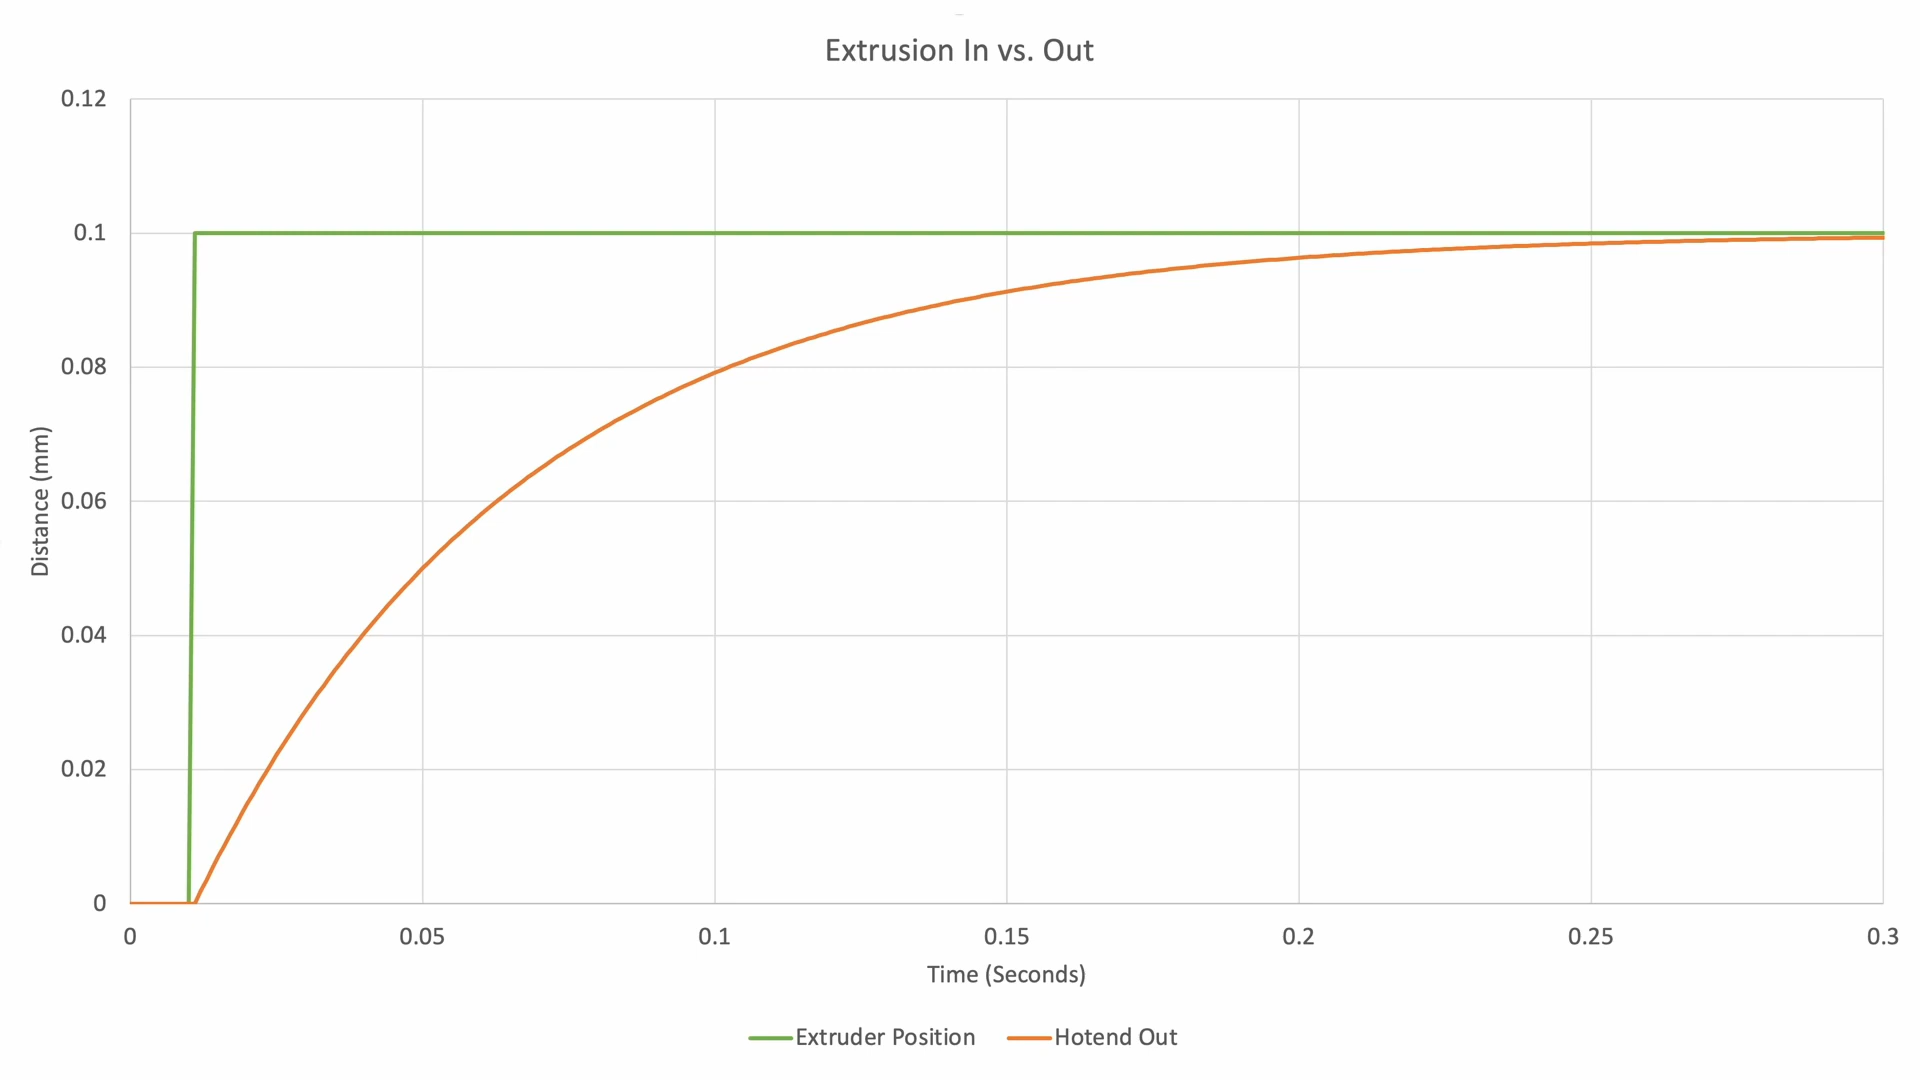 Extrusion In vs. Out
0.12
0.1
0.08
0.06
0.04
0.02
0
Distance (mm)
0 0.05 0.1 0.15 0.2 0.25 0.3
Time (Seconds)
Extruder Position Hotend Out